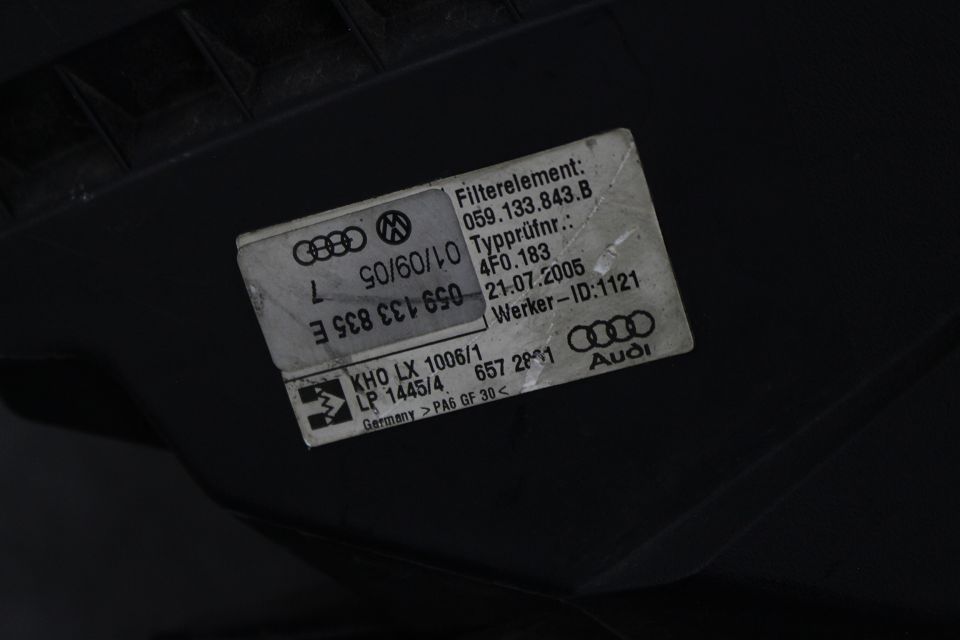 Filterelement:
059.133.843.B
Typprüfnr.:
4F0.183
21.07.2005
Werker-ID:1121
059 133 835 E
7
01/09/05
KHO LX 1006/1
LP 1445/4
Germany >PA6 GF 30<
Audi